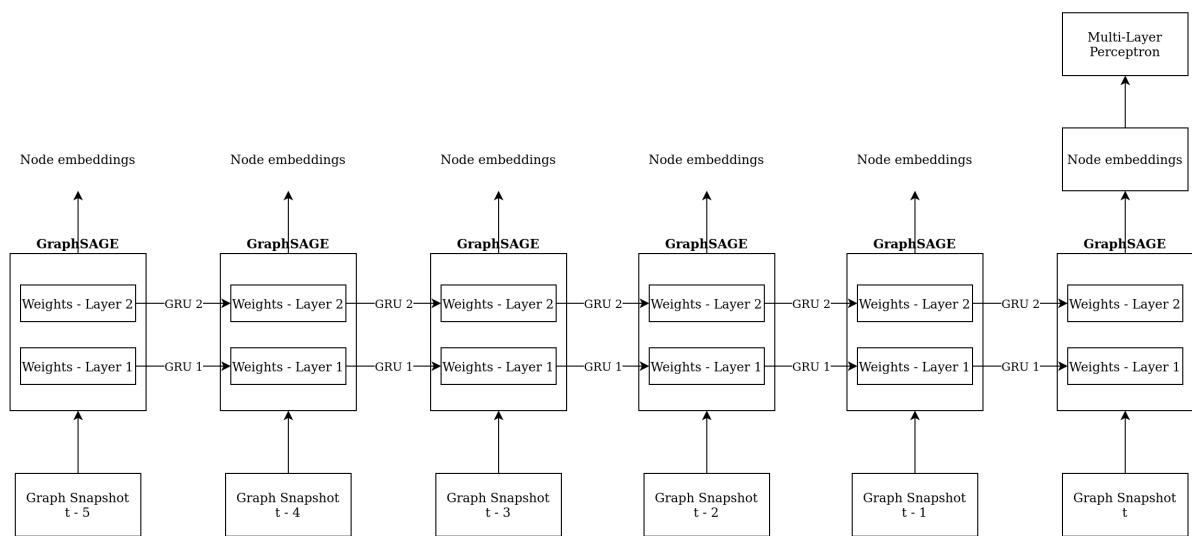 Multi-Layer
Perceptron
Node embeddings
Node embeddings
Node embeddings
Node embeddings
Node embeddings
Node embeddings
GraphSAGE
GraphSAGE
GraphSAGE
GraphSAGE
GraphSAGE
GraphSAGE
Weights - Layer 2
GRU 2
Weights - Layer 2
GRU 2
Weights - Layer 2
GRU 2
Weights - Layer 2
GRU 2
Weights - Layer 2
GRU 2
Weights - Layer 2
Weights - Layer 1
GRU 1
Weights - Layer 1
GRU 1
Weights - Layer 1
GRU 1
Weights - Layer 1
GRU 1
Weights - Layer 1
GRU 1
Weights - Layer 1
Graph Snapshot
t - 5
Graph Snapshot
t - 4
Graph Snapshot
t - 3
Graph Snapshot
t - 2
Graph Snapshot
t - 1
Graph Snapshot
t